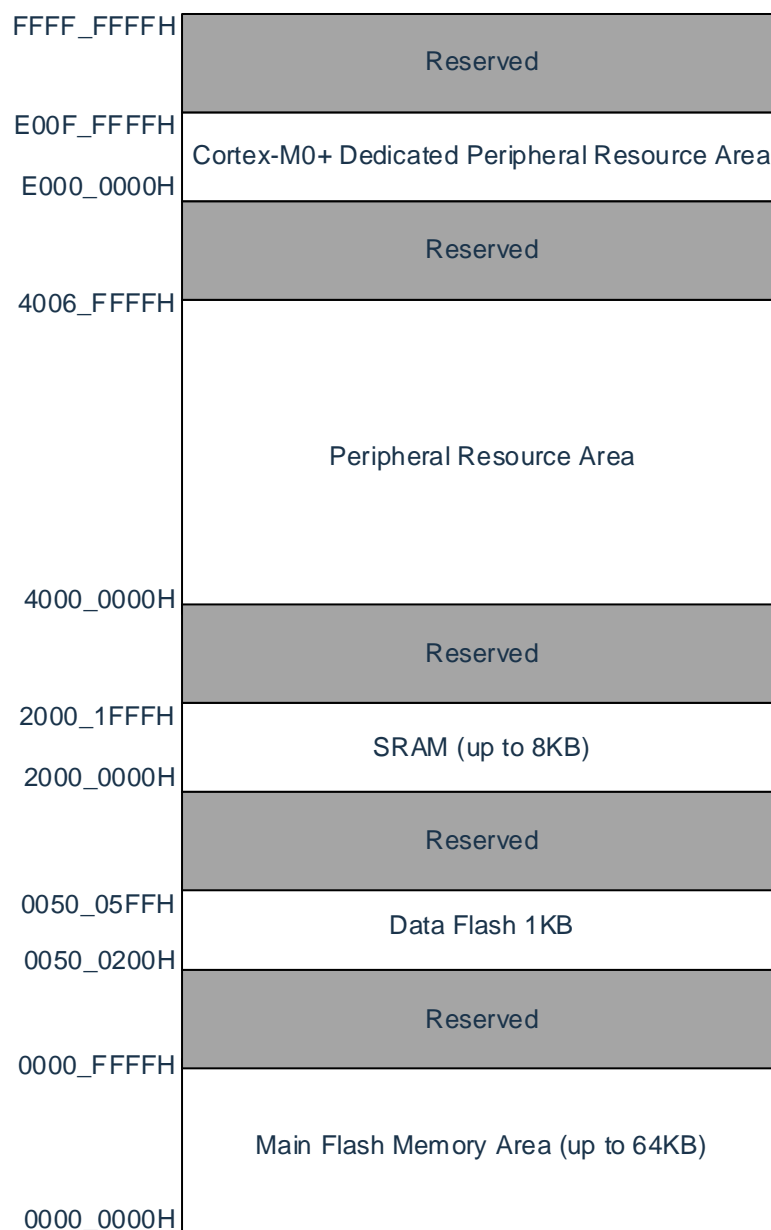 FFFF_FFFFH
Reserved
E00F_FFFFH
Cortex-M0+ Dedicated Peripheral Resource Area
E000_0000H
Reserved
4006_FFFFH
Peripheral Resource Area
4000_0000H
Reserved
2000_1FFFH
SRAM (up to 8KB)
2000_0000H
Reserved
0050_05FFH
Data Flash 1KB
0050_0200H
Reserved
0000_FFFFH
Main Flash Memory Area (up to 64KB)
0000_0000H